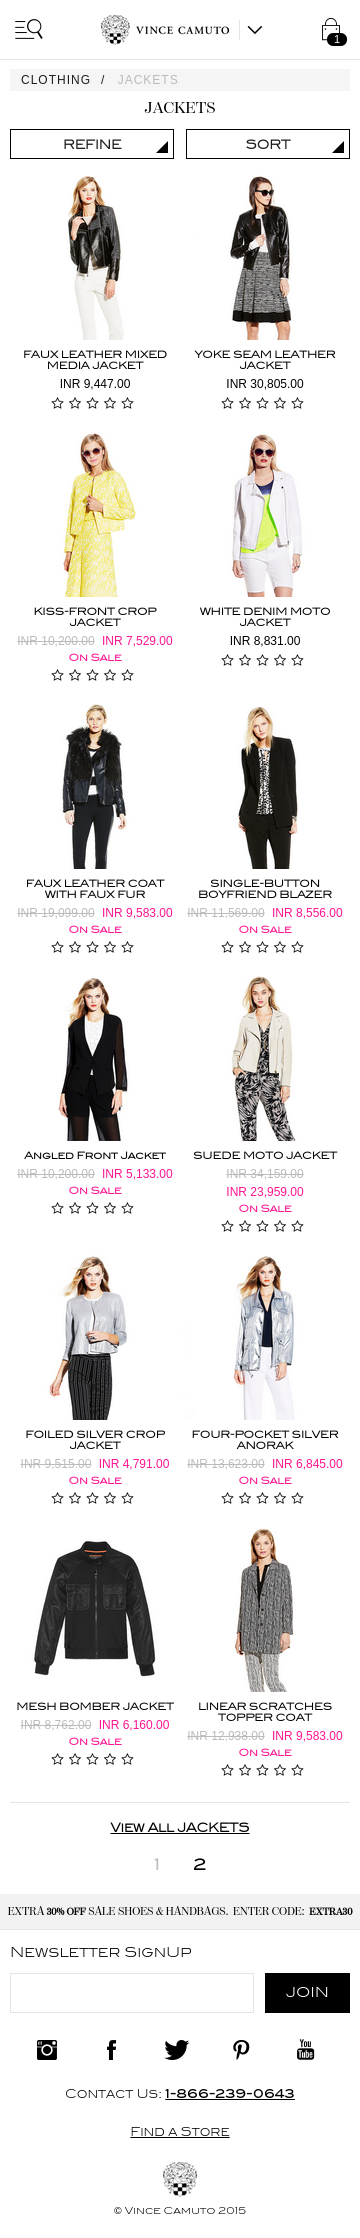 VINCE CAMUTO
1
CLOTHING / JACKETS
JACKETS
REFINE SORT
FAUX LEATHER MIXED
MEDIA JACKET
INR 9,447.00
YOKE SEAM LEATHER
JACKET
INR 30,805.00
KISS-FRONT CROP
JACKET
INR 10,200.00 INR 7,529.00
On Sale
WHITE DENIM MOTO
JACKET
INR 8,831.00
FAUX LEATHER COAT
WITH FAUX FUR
INR 19,099.00 INR 9,583.00
On Sale
SINGLE-BUTTON
BOYFRIEND BLAZER
INR 11,569.00 INR 8,556.00
On Sale
Angled Front Jacket
INR 10,200.00 INR 5,133.00
On Sale
SUEDE MOTO JACKET
INR 34,159.00
INR 23,959.00
On Sale
FOILED SILVER CROP
JACKET
INR 9,515.00 INR 4,791.00
On Sale
FOUR-POCKET SILVER
ANORAK
INR 13,623.00 INR 6,845.00
On Sale
MESH BOMBER JACKET
INR 8,762.00 INR 6,160.00
On Sale
LINEAR SCRATCHES
TOPPER COAT
INR 12,938.00 INR 9,583.00
On Sale
View All JACKETS
1 2
EXTRA 30% OFF SALE SHOES & HANDBAGS. ENTER CODE: EXTRA30
Newsletter SignUp
JOIN
You Tube
Contact Us: 1-866-239-0643
Find a Store
© Vince Camuto 2015